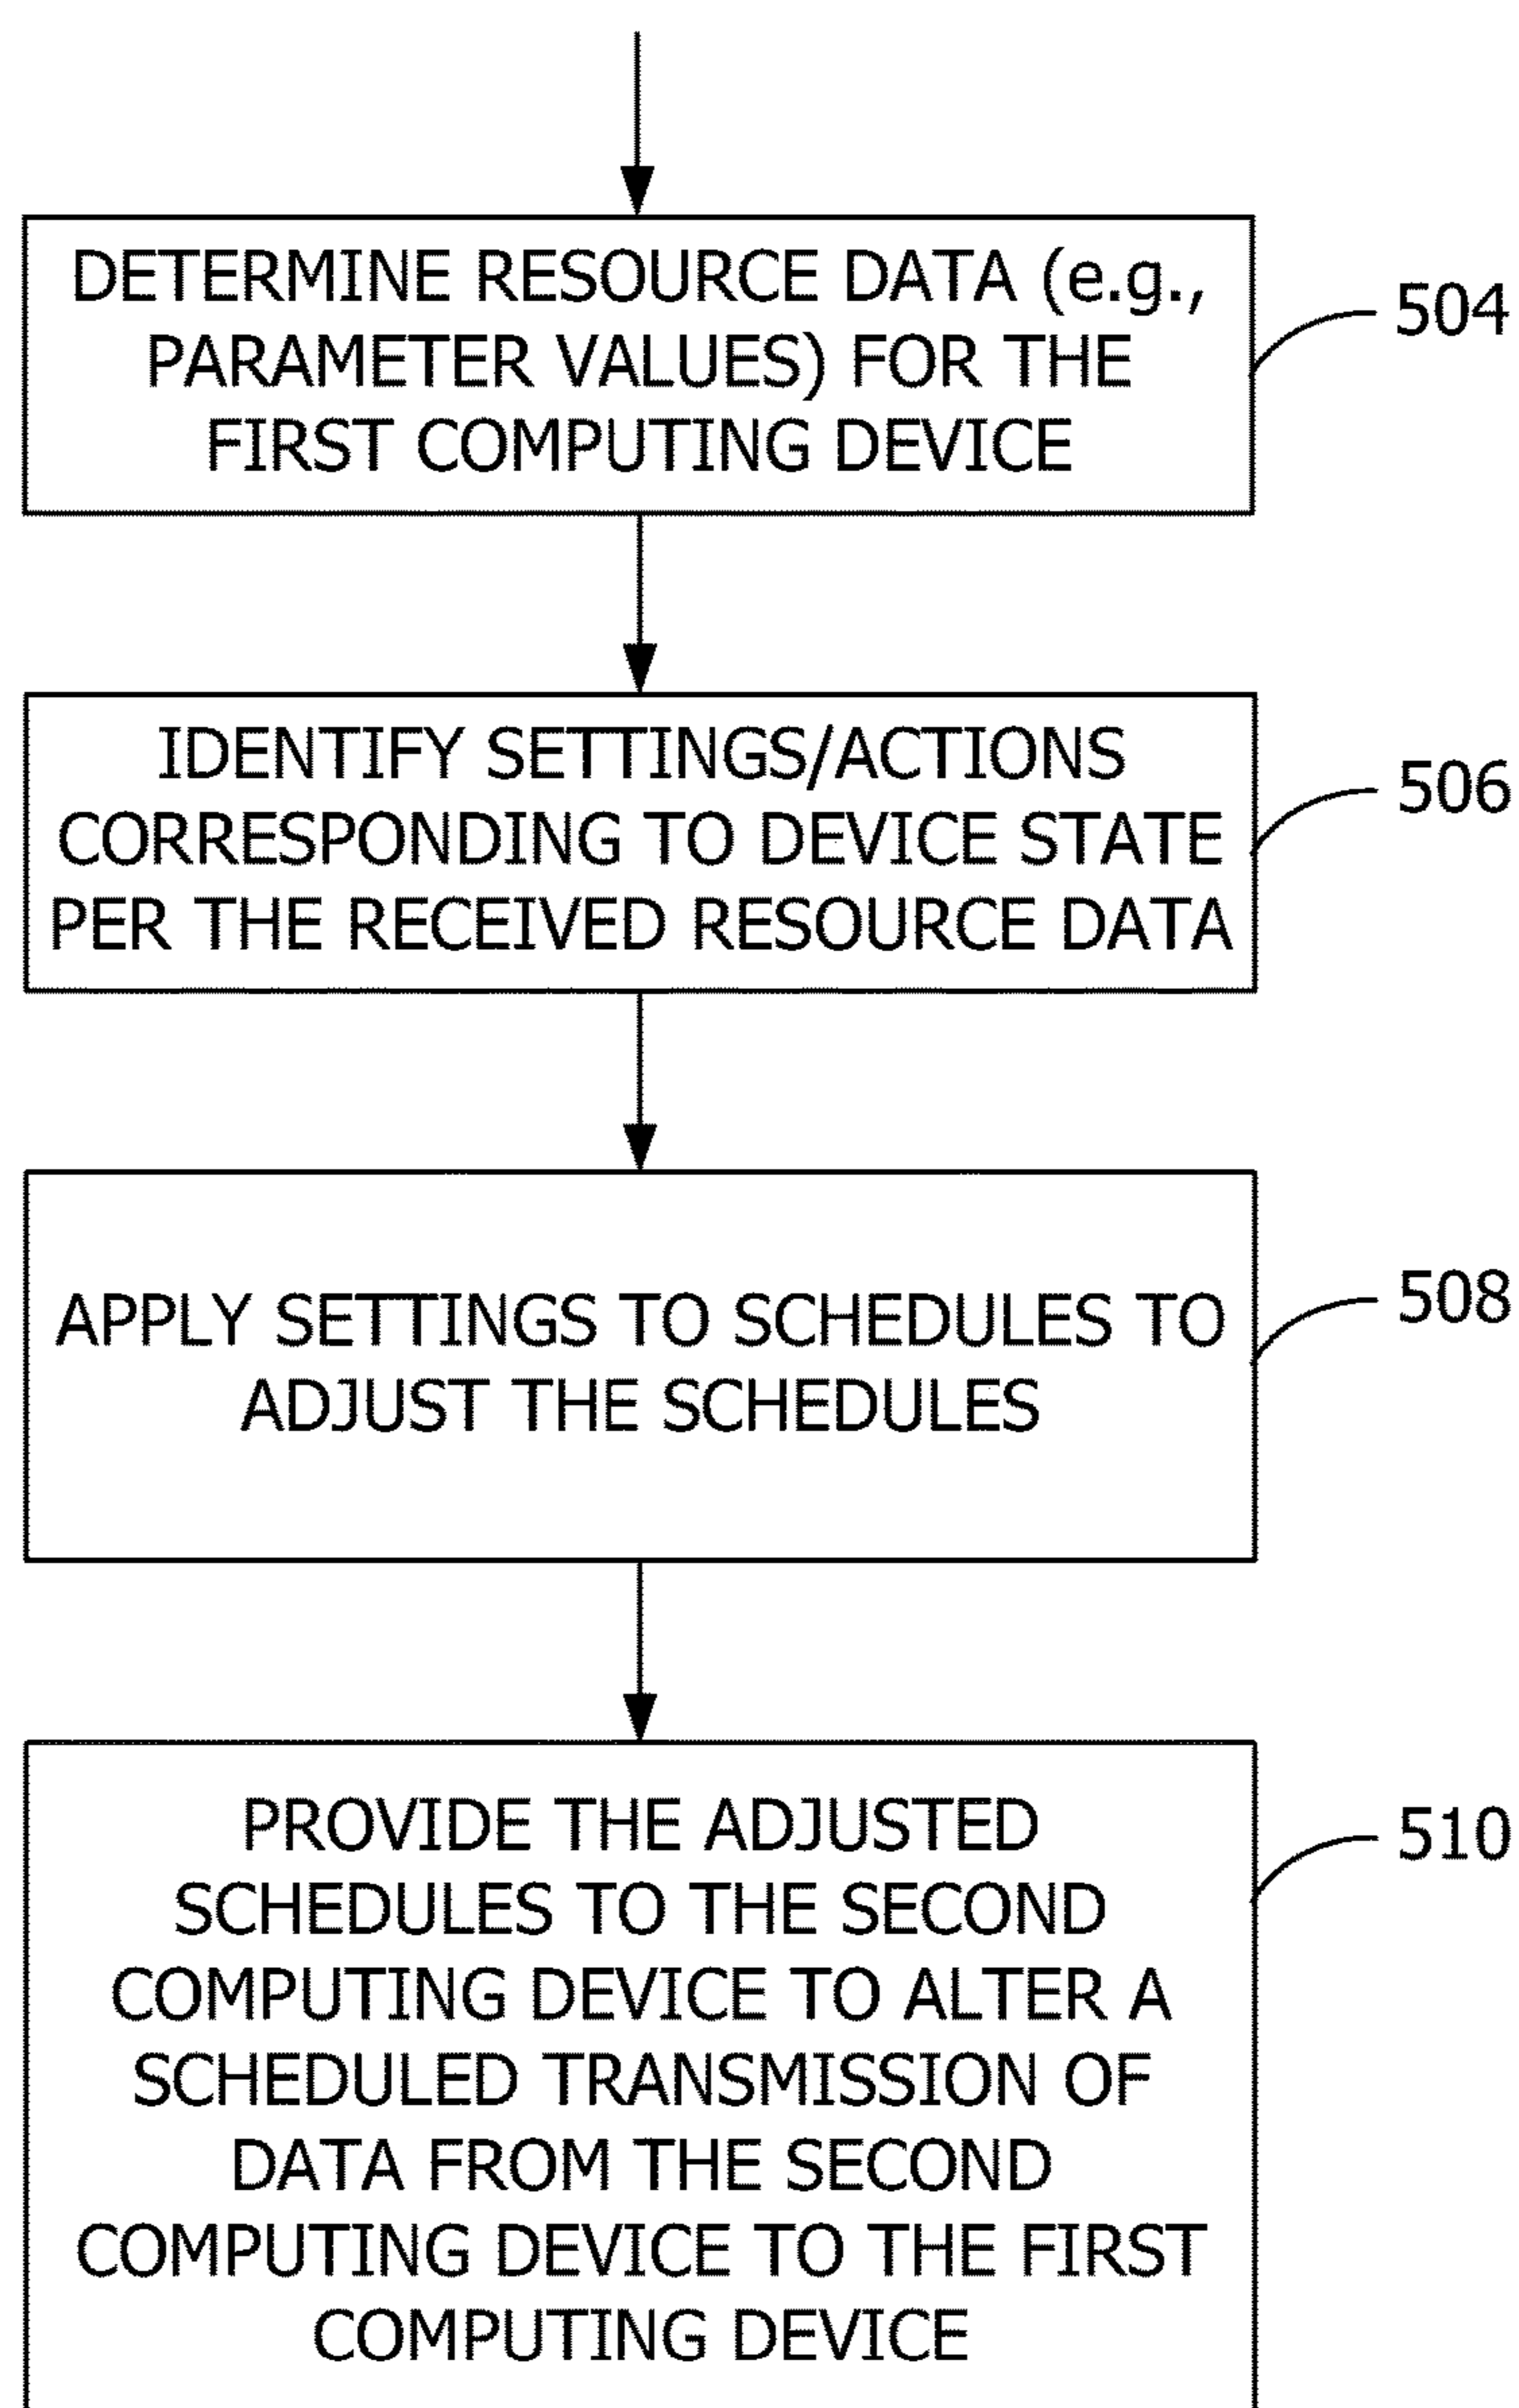 DETERMINE RESOURCE DATA (e.g.,
PARAMETER VALUES) FOR THE
FIRST COMPUTING DEVICE
504
IDENTIFY SETTINGS/ACTIONS
CORRESPONDING TO DEVICE STATE
PER THE RECEIVED RESOURCE DATA
506
APPLY SETTINGS TO SCHEDULES TO
ADJUST THE SCHEDULES
508
PROVIDE THE ADJUSTED
SCHEDULES TO THE SECOND
COMPUTING DEVICE TO ALTER A
SCHEDULED TRANSMISSION OF
DATA FROM THE SECOND
COMPUTING DEVICE TO THE FIRST
COMPUTING DEVICE
510